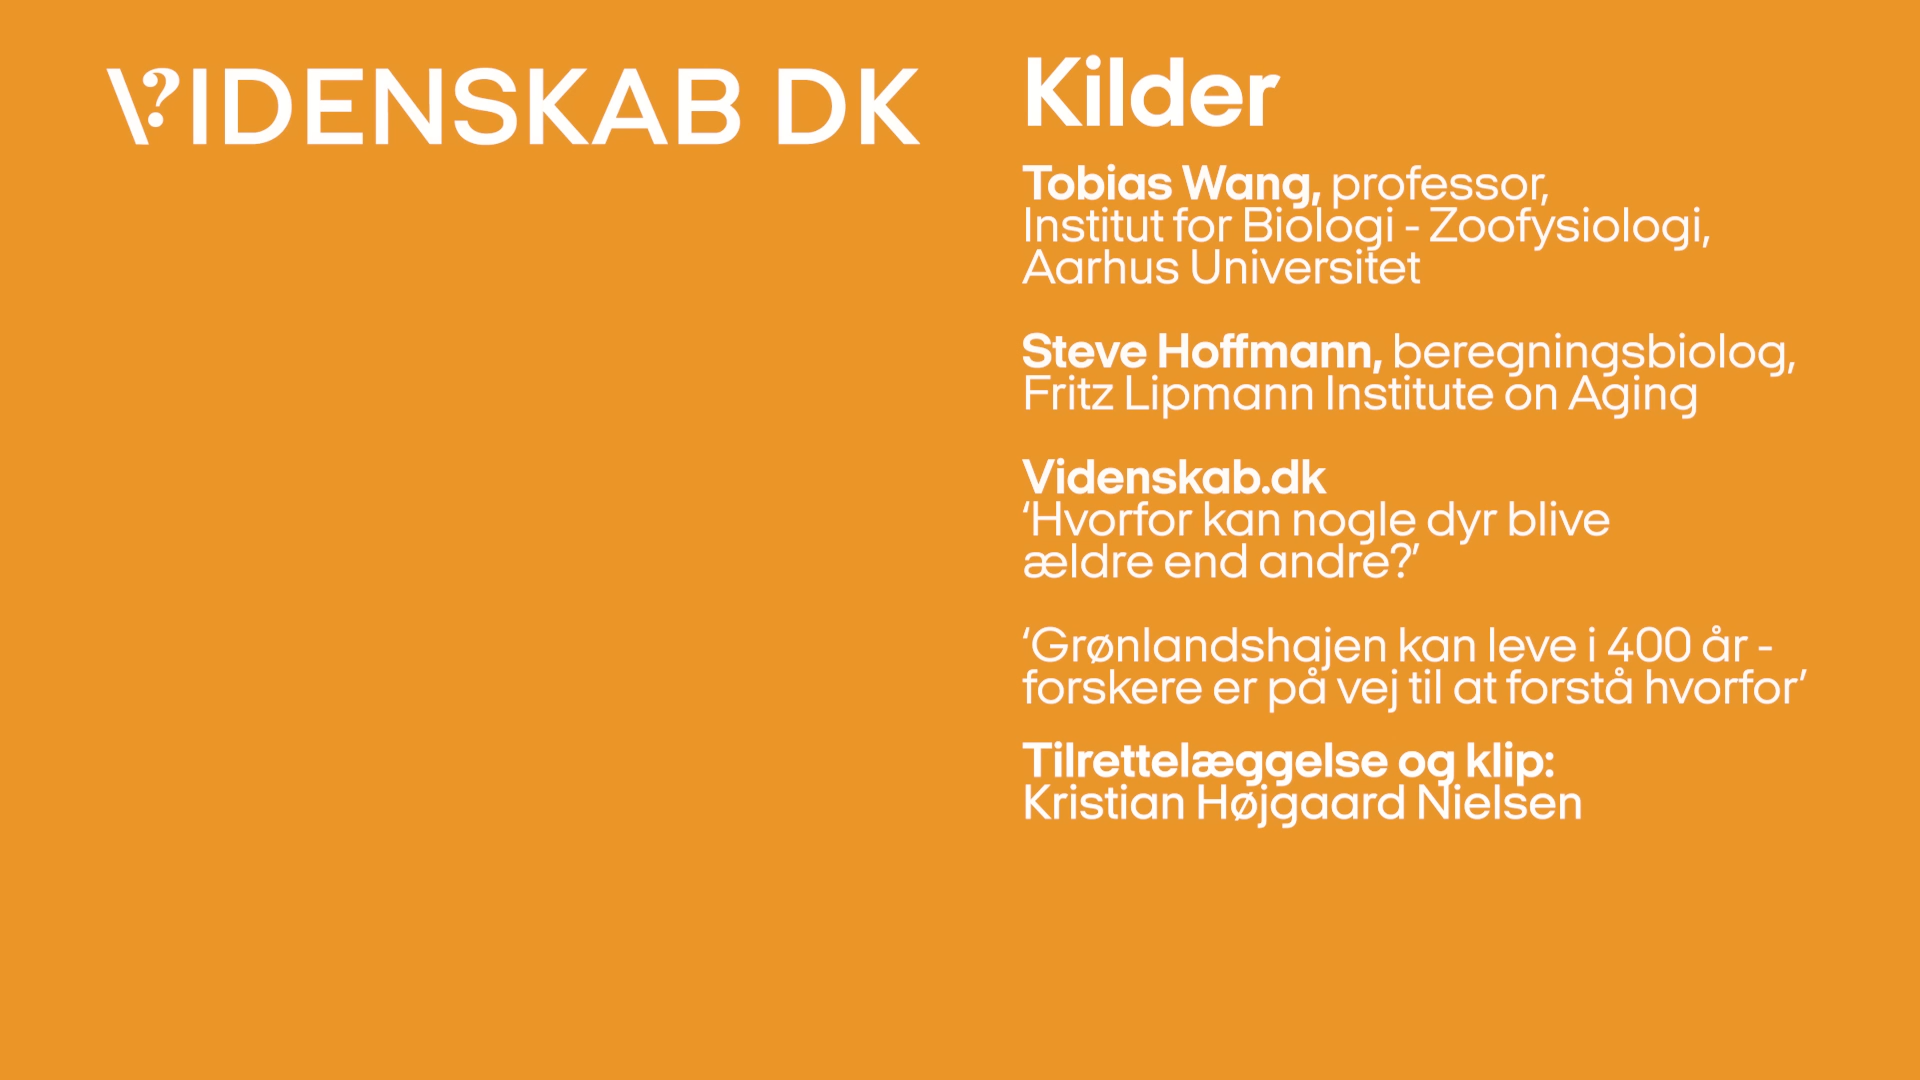 VIDENSKAB DK
Kilder
Tobias Wang, professor,
Institut for Biologi - Zoofysiologi,
Aarhus Universitet
Steve Hoffmann, beregningsbiolog,
Fritz Lipmann Institute on Aging
Videnskab.dk
‘Hvorfor kan nogle dyr blive
ældre end andre?’
‘Grønlandshajen kan leve i 400 år -
forskere er på vej til at forstå hvorfor’
Tilrettelæggelse og klip:
Kristian Højgaard Nielsen